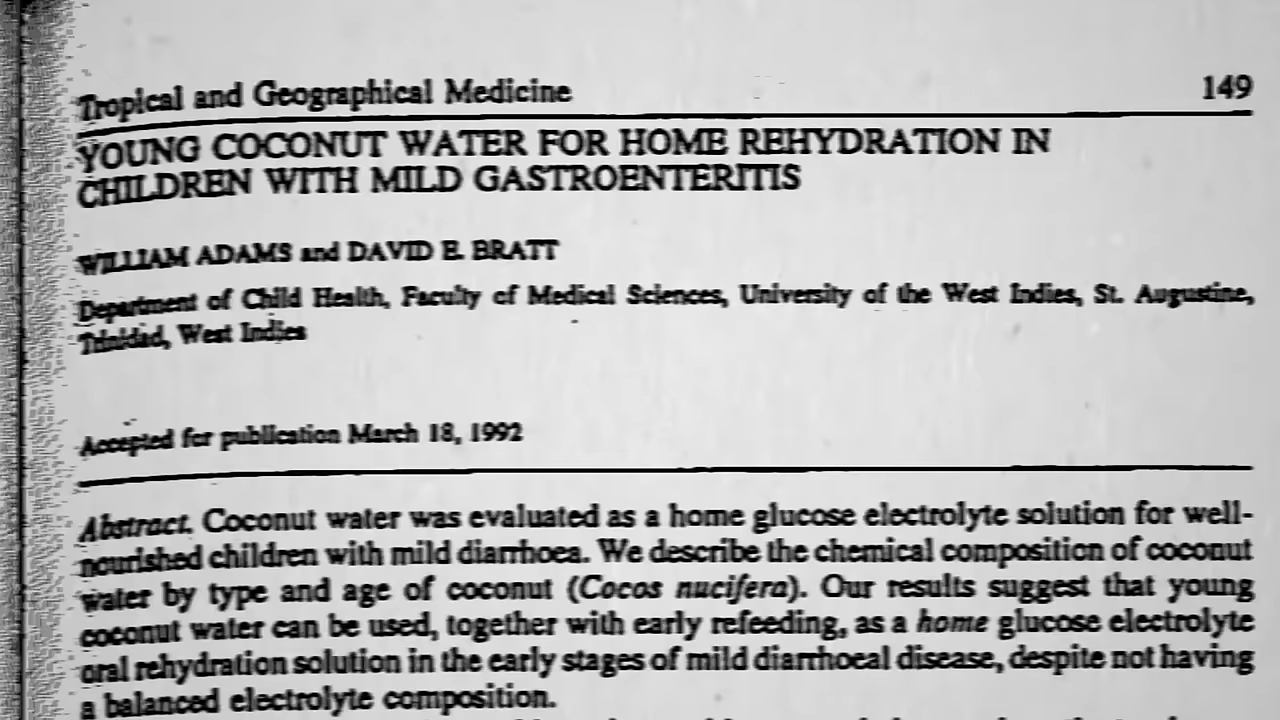 Tropical and Geographical Medicine 149
YOUNG COCONUT WATER FOR HOME REHYDRATION IN
CHILDREN WITH MILD GASTROENTERITIS
WILLIAM ADAMS and DAVID E. BRATT
Department of Child Health, Faculty of Medical Sciences, University of the West Indies, St. Augustine,
Trinidad, West Indies
Accepted for publication March 18, 1992
Abstract. Coconut water was evaluated as a home glucose electrolyte solution for well-
nourished children with mild diarrhoea. We describe the chemical composition of coconut
water by type and age of coconut (Cocos nucifera). Our results suggest that young
coconut water can be used, together with early refeeding, as a home glucose electrolyte
oral rehydration solution in the early stages of mild diarrhoeal disease, despite not having
a balanced electrolyte composition.